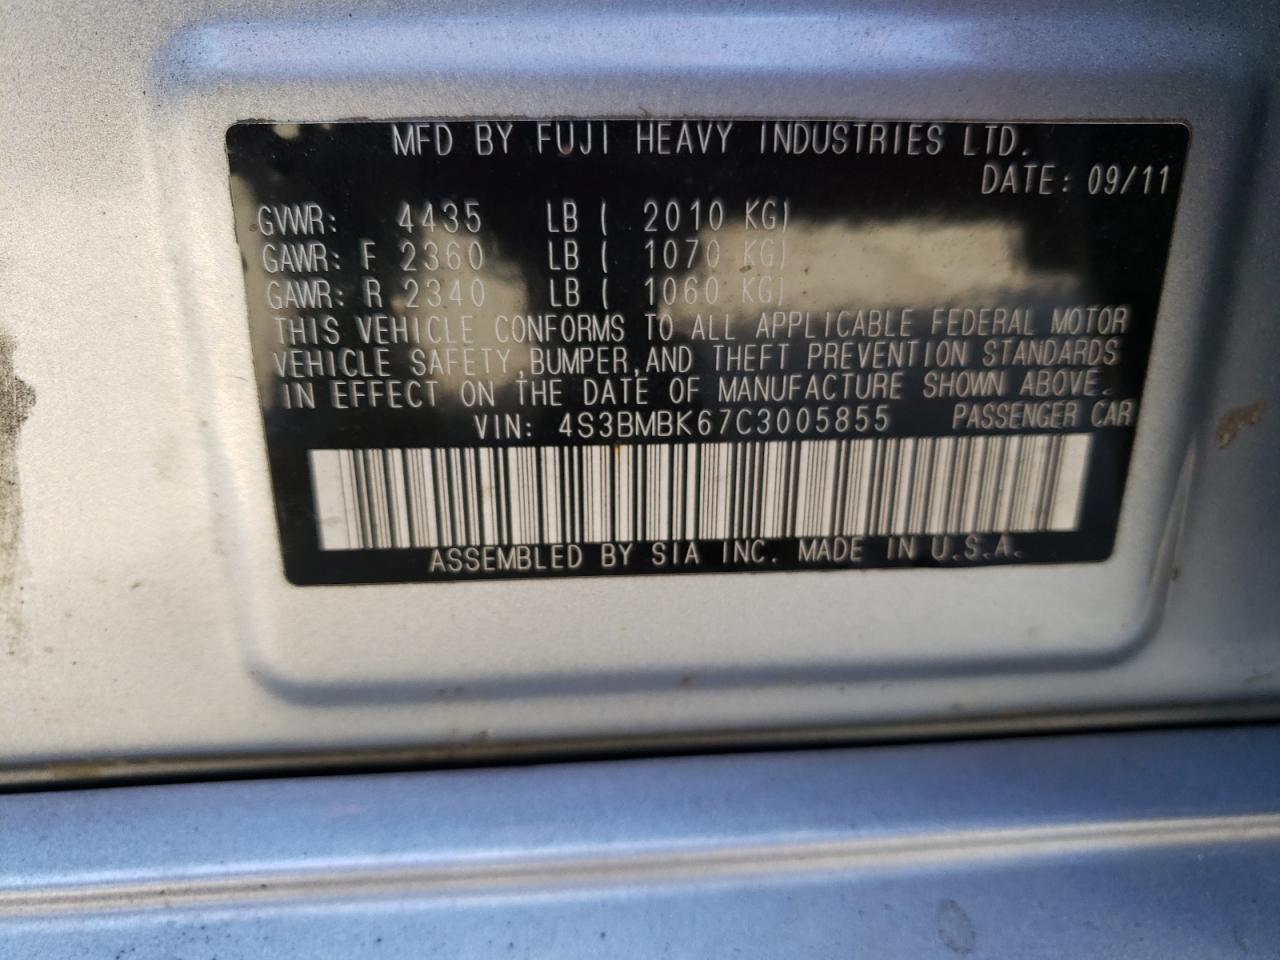 MFD BY FUJI HEAVY INDUSTRIES LTD.
DATE: 09/11
GVWR: 4435 LB ( 2010 KG)
GAWR: F 2360 LB ( 1070 KG)
GAWR: R 2340 LB ( 1060 KG)
THIS VEHICLE CONFORMS TO ALL APPLICABLE FEDERAL MOTOR
VEHICLE SAFETY, BUMPER, AND THEFT PREVENTION STANDARDS
IN EFFECT ON THE DATE OF MANUFACTURE SHOWN ABOVE.
VIN: 4S3BMBK67C3005855 PASSENGER CAR
ASSEMBLED BY SIA INC. MADE IN U.S.A.